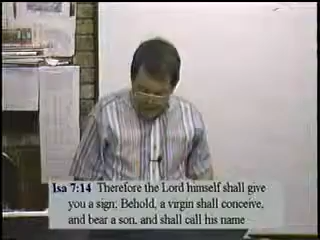 Isa 7:14 Therefore the Lord himself shall give
you a sign; Behold, a virgin shall conceive,
and bear a son, and shall call his name